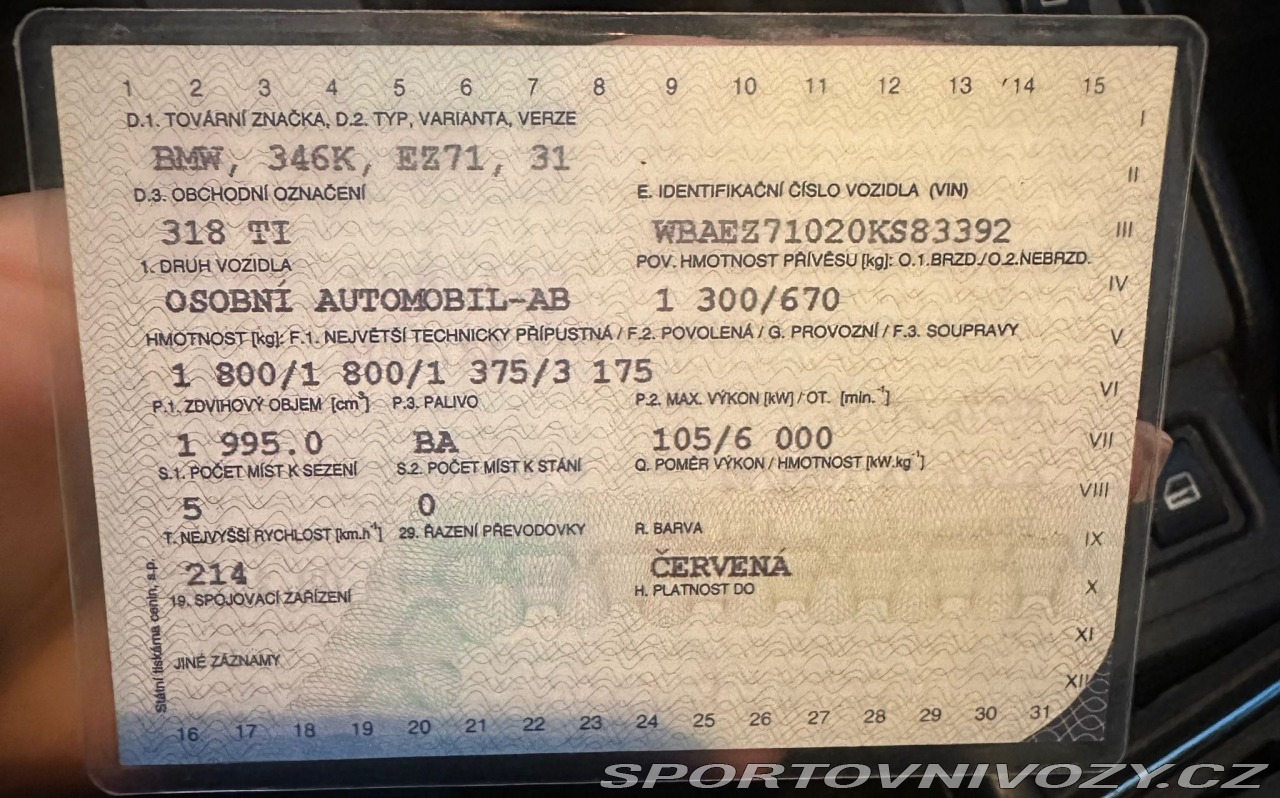 1 2 3 4 5 6 7 8 9 10 11 12 13 14 15
D.1. TOVÁRNÍ ZNAČKA, D.2. TYP, VARIANTA, VERZE
I
BMW, 346K, EZ71, 31
II
D.3. OBCHODNÍ OZNAČENÍ E. IDENTIFIKAČNÍ ČÍSLO VOZIDLA (VIN)
318 TI WBAEZ71020KS83392
III
1. DRUH VOZIDLA POV. HMOTNOST PŘÍVĚSU [kg]: O.1.BRZD./O.2.NEBRZD.
OSOBNÍ AUTOMOBIL-AB 1 300/670
IV
HMOTNOST [kg]: F.1. NEJVĚTŠÍ TECHNICKY PŘÍPUSTNÁ / F.2. POVOLENÁ / G. PROVOZNÍ / F.3. SOUPRAVY
V
1 800/1 800/1 375/3 175
VI
P.1. ZDVIHOVÝ OBJEM [cm³] P.3. PALIVO P.2. MAX. VÝKON [kW] / OT. [min.⁻¹]
1 995.0 BA 105/6 000
VII
S.1. POČET MÍST K SEZENÍ S.2. POČET MÍST K STÁNÍ Q. POMĚR VÝKON / HMOTNOST [kW.kg⁻¹]
VIII
5 0
T. NEJVYŠŠÍ RYCHLOST [km.h⁻¹] 29. ŘAZENÍ PŘEVODOVKY R. BARVA
IX
214 ČERVENÁ
X
19. SPOJOVACÍ ZAŘÍZENÍ H. PLATNOST DO
XI
JINÉ ZÁZNAMY
XII
Státní tiskárna cenin, s.p.
16 17 18 19 20 21 22 23 24 25 26 27 28 29 30 31
SPORTOVNIVOZY.CZ